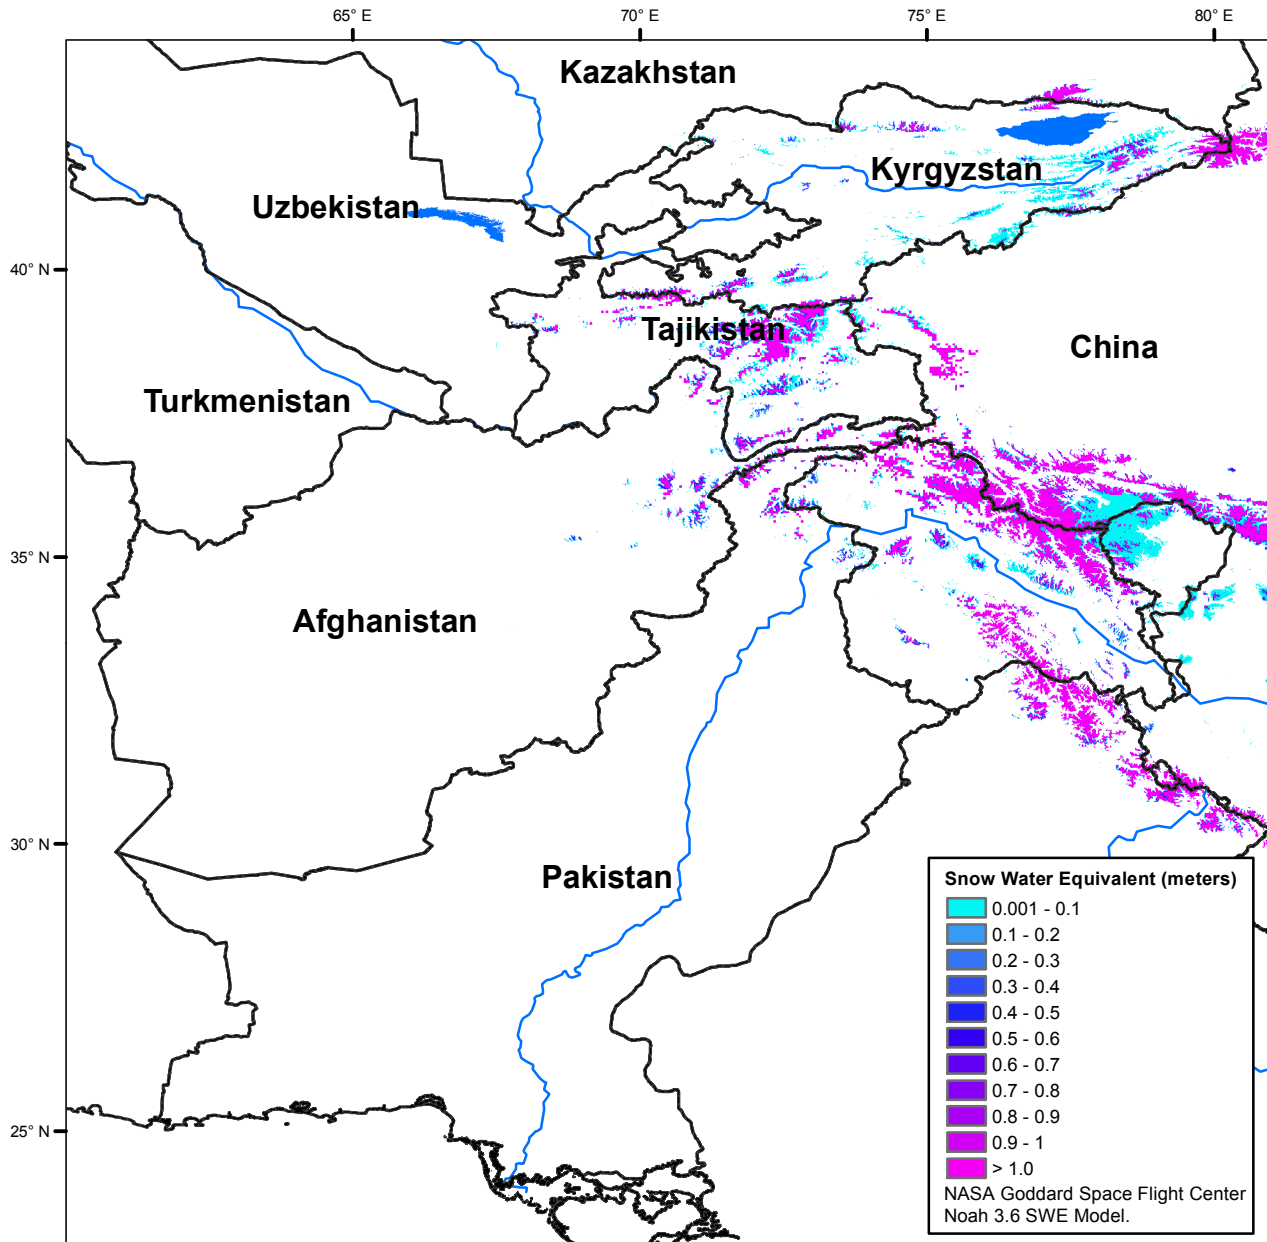 65° E
70° E
75° E
80° E
Kazakhstan
Kyrgyzstan
Uzbekistan
40° N
Tajikistan
China
Turkmenistan
35° N
Afghanistan
30° N
Pakistan
25° N
Snow Water Equivalent (meters)
0.001 - 0.1
0.1 - 0.2
0.2 - 0.3
0.3 - 0.4
0.4 - 0.5
0.5 - 0.6
0.6 - 0.7
0.7 - 0.8
0.8 - 0.9
0.9 - 1
> 1.0
NASA Goddard Space Flight Center
Noah 3.6 SWE Model.